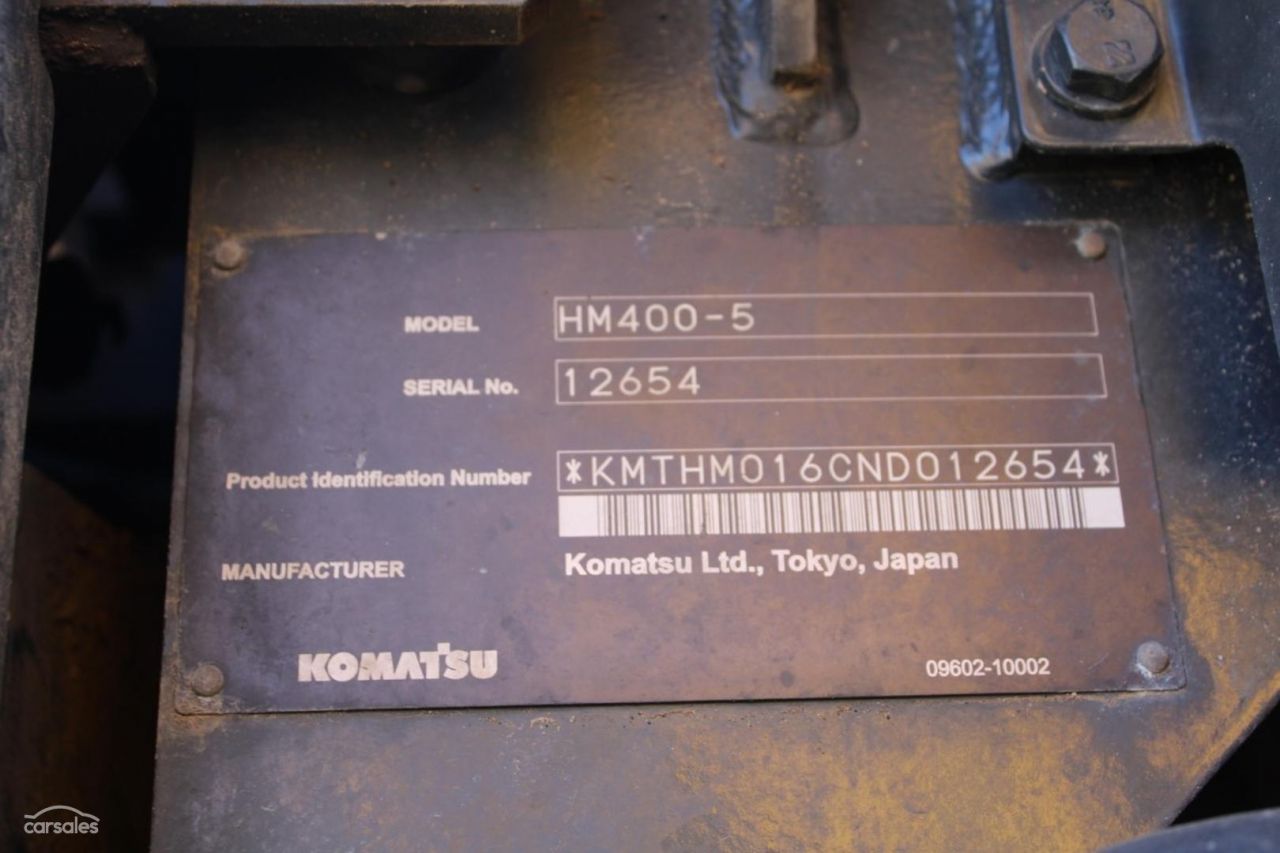 MODEL HM400-5
SERIAL No. 12654
Product Identification Number *KMTHM016CND012654*
MANUFACTURER Komatsu Ltd., Tokyo, Japan
KOMATSU 09602-10002
carsales